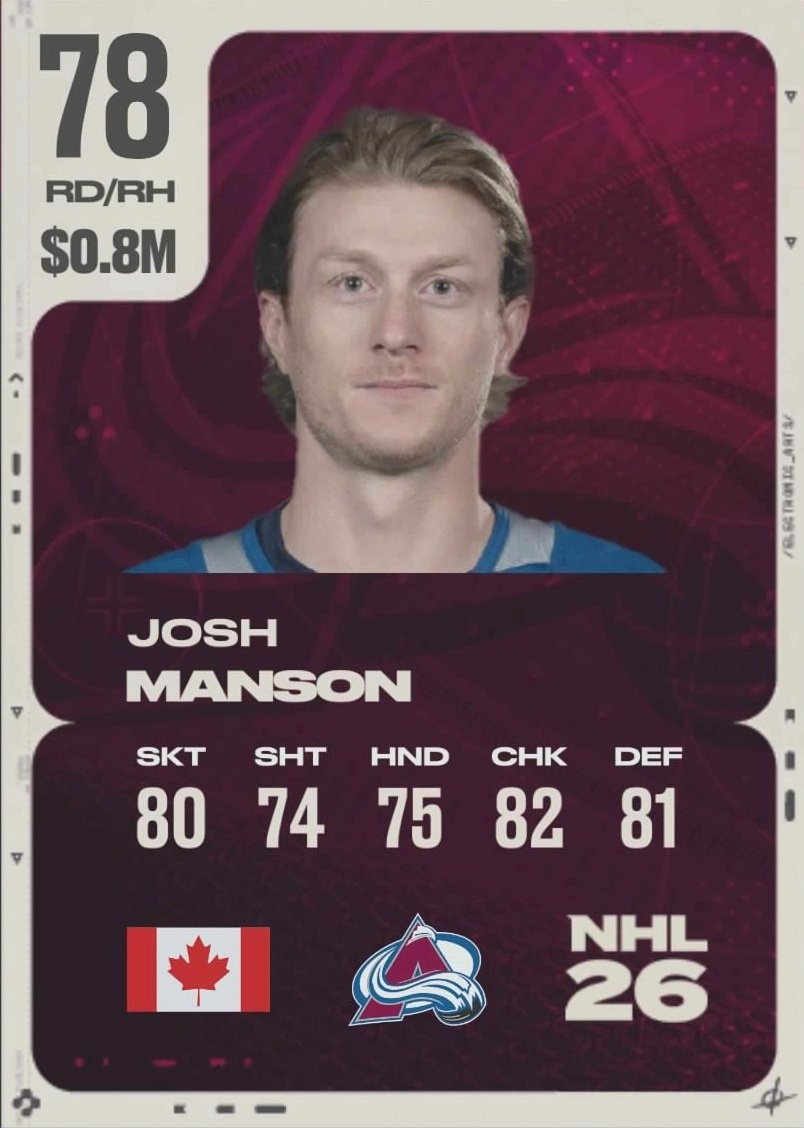 78
RD/RH
$0.8M
JOSH
MANSON
SKT SHT HND CHK DEF
80 74 75 82 81
NHL
26
/ELECTRONIC_ARTS/